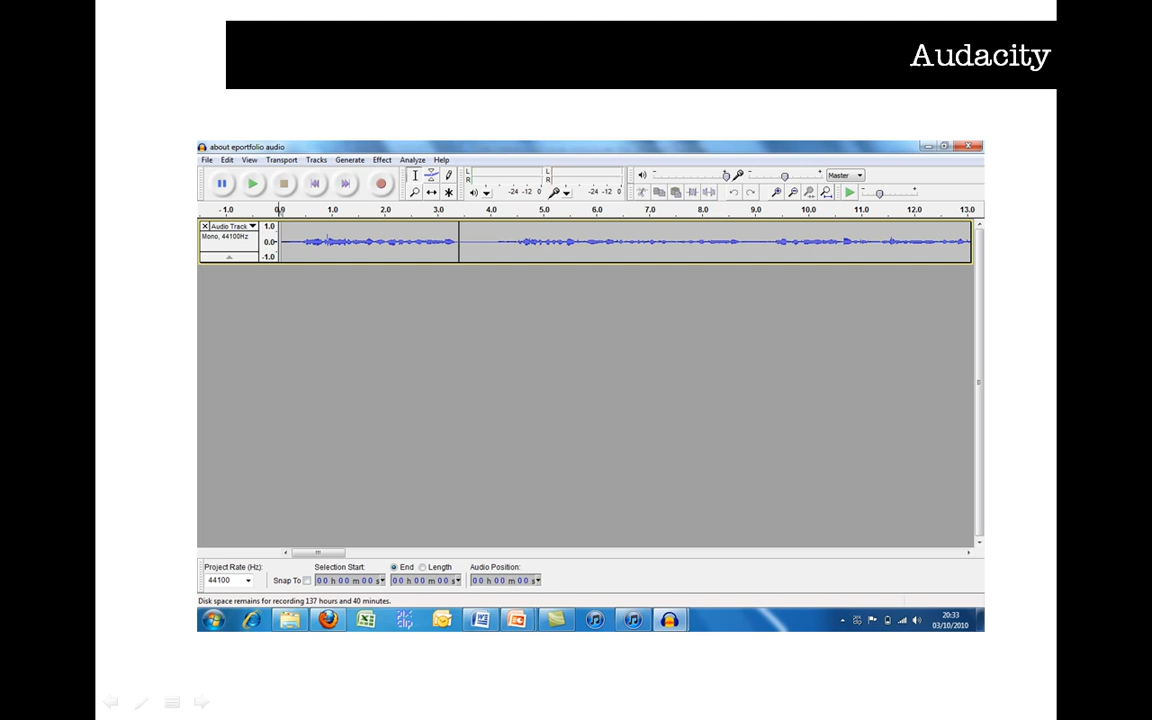 Audacity
about eportfolio audio
File Edit View Transport Tracks Generate Effect Analyze Help
L R L R
-24 -12 0 -24 -12 0
Master
- 1.0 0.0 1.0 2.0 3.0 4.0 5.0 6.0 7.0 8.0 9.0 10.0 11.0 12.0 13.0
Audio Track 1.0
Mono, 44100Hz 0.0
-1.0
Project Rate (Hz): Selection Start: End Length Audio Position:
44100 Snap To 00 h 00 m 00 s 00 h 00 m 00 s 00 h 00 m 00 s
Disk space remains for recording 137 hours and 40 minutes.
20:33
03/10/2010